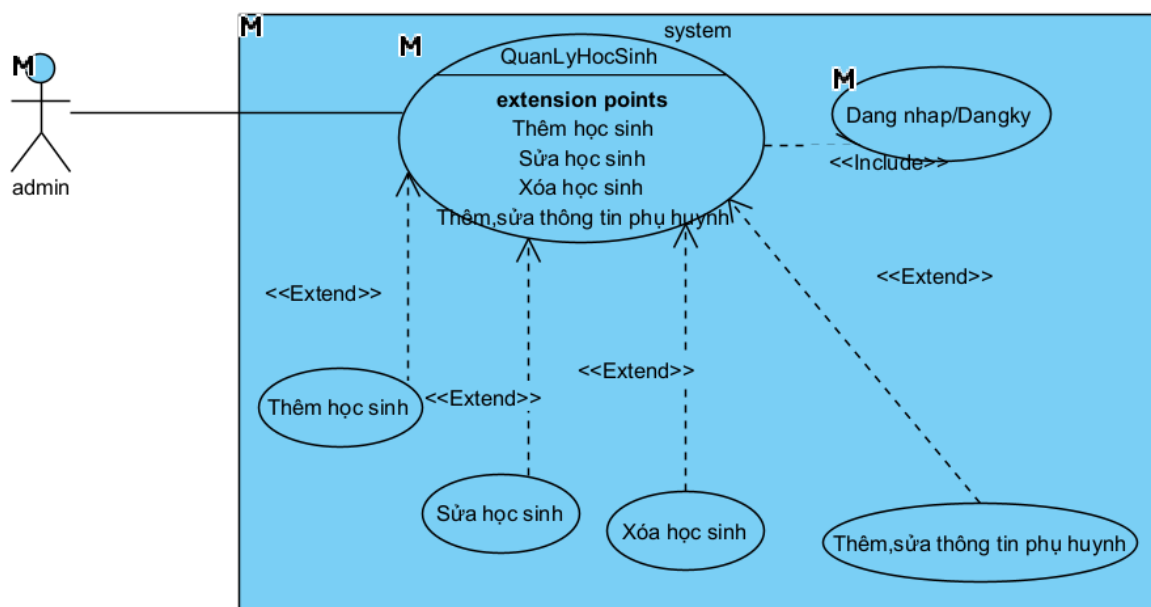 M
M
system
QuanLyHocSinh
M
M
extension points
Dang nhap/Dangky
Thêm học sinh
Sửa học sinh
<<Include>>
Xóa học sinh
admin
Thêm,sửa thông tin phụ huynh
<<Extend>>
<<Extend>>
<<Extend>>
<<Extend>>
Thêm học sinh
Sửa học sinh
Xóa học sinh
Thêm,sửa thông tin phụ huynh